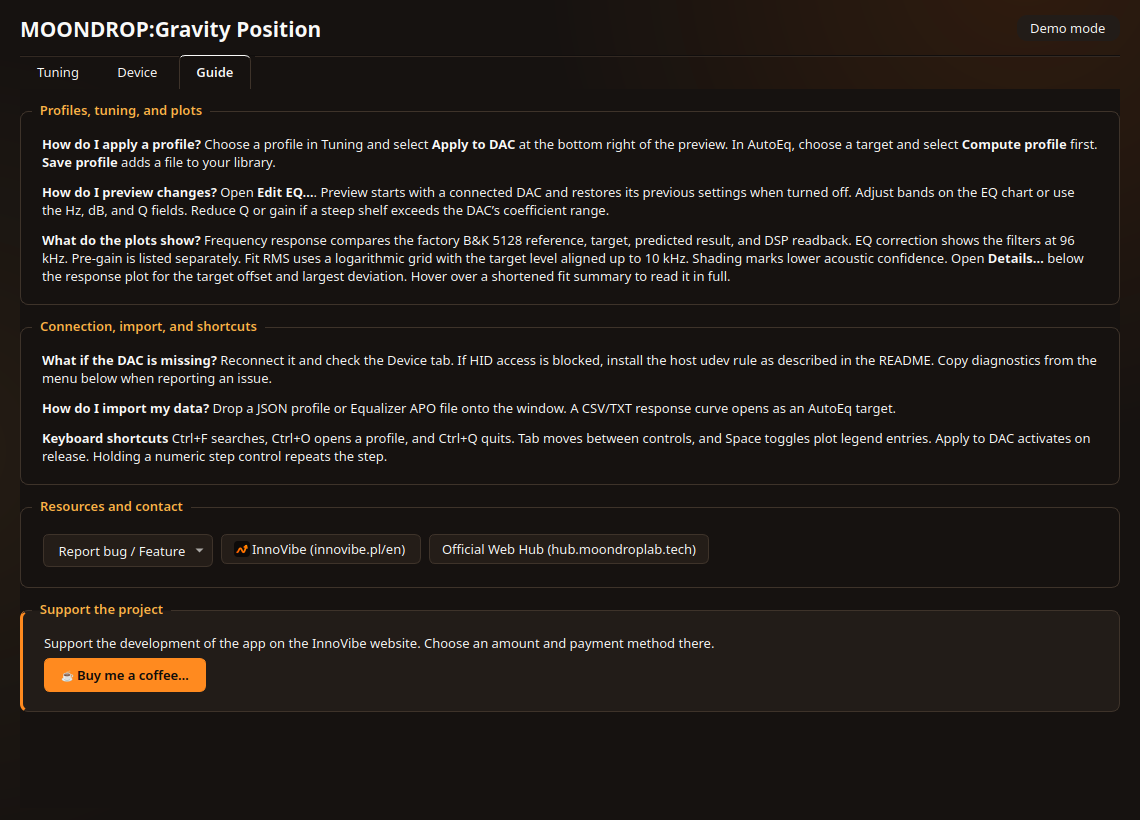 MOONDROP:Gravity Position
Demo mode
Tuning
Device
Guide
Profiles, tuning, and plots
How do I apply a profile? Choose a profile in Tuning and select Apply to DAC at the bottom right of the preview. In AutoEq, choose a target and select Compute profile first.
Save profile adds a file to your library.
How do I preview changes? Open Edit EQ.... Preview starts with a connected DAC and restores its previous settings when turned off. Adjust bands on the EQ chart or use
the Hz, dB, and Q fields. Reduce Q or gain if a steep shelf exceeds the DAC's coefficient range.
What do the plots show? Frequency response compares the factory B&K 5128 reference, target, predicted result, and DSP readback. EQ correction shows the filters at 96
kHz. Pre-gain is listed separately. Fit RMS uses a logarithmic grid with the target level aligned up to 10 kHz. Shading marks lower acoustic confidence. Open Details... below
the response plot for the target offset and largest deviation. Hover over a shortened fit summary to read it in full.
Connection, import, and shortcuts
What if the DAC is missing? Reconnect it and check the Device tab. If HID access is blocked, install the host udev rule as described in the README. Copy diagnostics from the
menu below when reporting an issue.
How do I import my data? Drop a JSON profile or Equalizer APO file onto the window. A CSV/TXT response curve opens as an AutoEq target.
Keyboard shortcuts Ctrl+F searches, Ctrl+O opens a profile, and Ctrl+Q quits. Tab moves between controls, and Space toggles plot legend entries. Apply to DAC activates on
release. Holding a numeric step control repeats the step.
Resources and contact
Report bug / Feature
InnoVibe (innovibe.pl/en)
Official Web Hub (hub.moondroplab.tech)
Support the project
Support the development of the app on the InnoVibe website. Choose an amount and payment method there.
☕ Buy me a coffee...